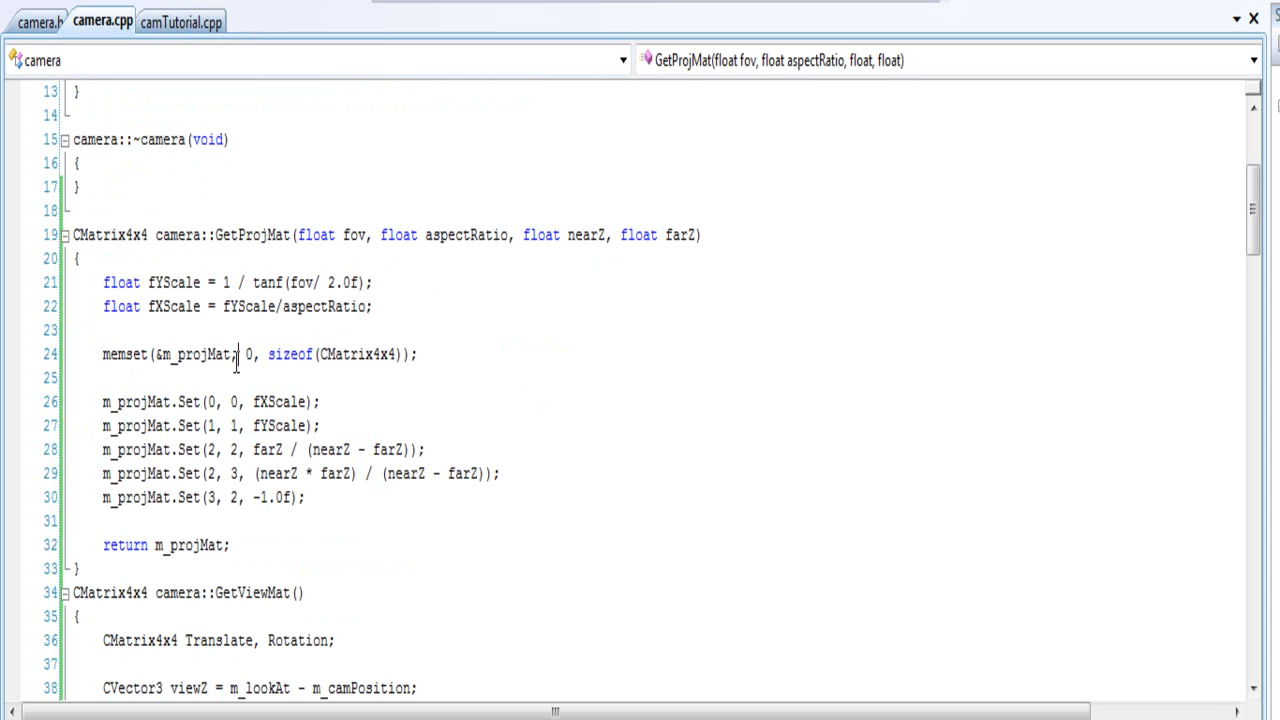 camera.h camera.cpp camTutorial.cpp
camera GetProjMat(float fov, float aspectRatio, float, float)
13 }
14
15 camera::~camera(void)
16 {
17 }
18
19 CMatrix4x4 camera::GetProjMat(float fov, float aspectRatio, float nearZ, float farZ)
20 {
21 float fYScale = 1 / tanf(fov/ 2.0f);
22 float fXScale = fYScale/aspectRatio;
23
24 memset(&m_projMat, 0, sizeof(CMatrix4x4));
25
26 m_projMat.Set(0, 0, fXScale);
27 m_projMat.Set(1, 1, fYScale);
28 m_projMat.Set(2, 2, farZ / (nearZ - farZ));
29 m_projMat.Set(2, 3, (nearZ * farZ) / (nearZ - farZ));
30 m_projMat.Set(3, 2, -1.0f);
31
32 return m_projMat;
33 }
34 CMatrix4x4 camera::GetViewMat()
35 {
36 CMatrix4x4 Translate, Rotation;
37
38 CVector3 viewZ = m_lookAt - m_camPosition;